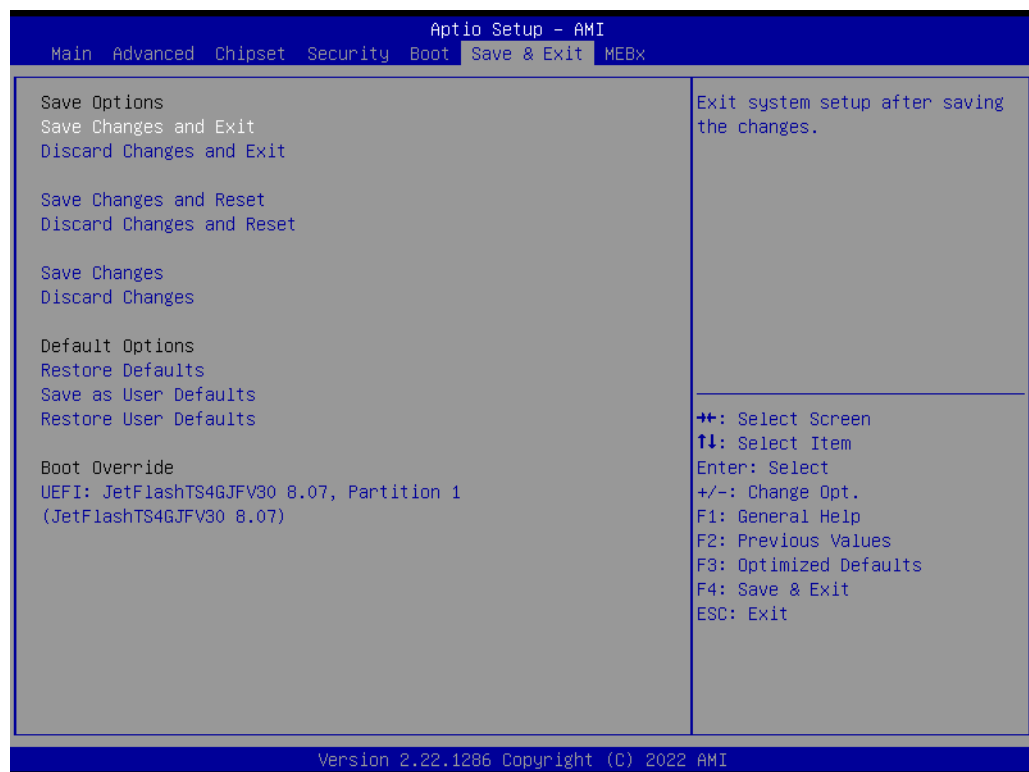 Aptio Setup – AMI
Main Advanced Chipset Security Boot Save & Exit MEBx
Save Options
Save Changes and Exit
Discard Changes and Exit
Save Changes and Reset
Discard Changes and Reset
Save Changes
Discard Changes
Default Options
Restore Defaults
Save as User Defaults
Restore User Defaults
Boot Override
UEFI: JetFlashTS4GJFV30 8.07, Partition 1
(JetFlashTS4GJFV30 8.07)
Exit system setup after saving
the changes.
→←: Select Screen
↑↓: Select Item
Enter: Select
+/-: Change Opt.
F1: General Help
F2: Previous Values
F3: Optimized Defaults
F4: Save & Exit
ESC: Exit
Version 2.22.1286 Copyright (C) 2022 AMI